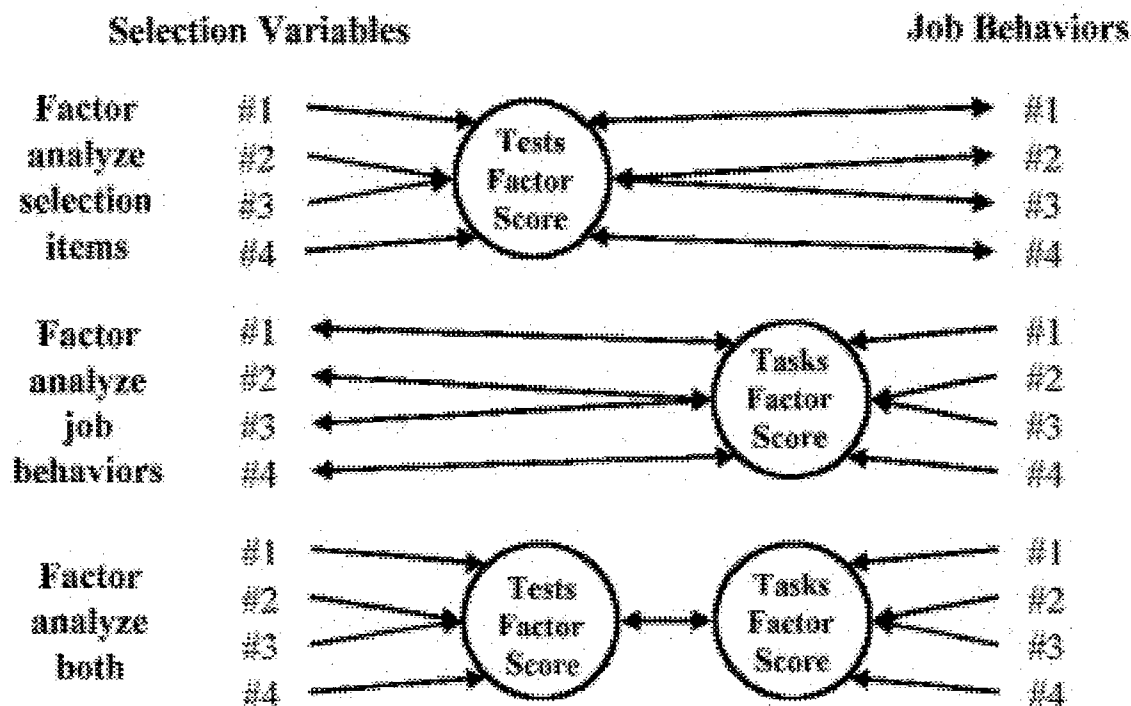 Selection Variables
Job Behaviors
Factor
analyze
selection
items
#1
#2
#3
#4
Tests
Factor
Score
#1
#2
#3
#4
Factor
analyze
job
behaviors
#1
#2
#3
#4
Tasks
Factor
Score
#1
#2
#3
#4
Factor
analyze
both
#1
#2
#3
#4
Tests
Factor
Score
Tasks
Factor
Score
#1
#2
#3
#4